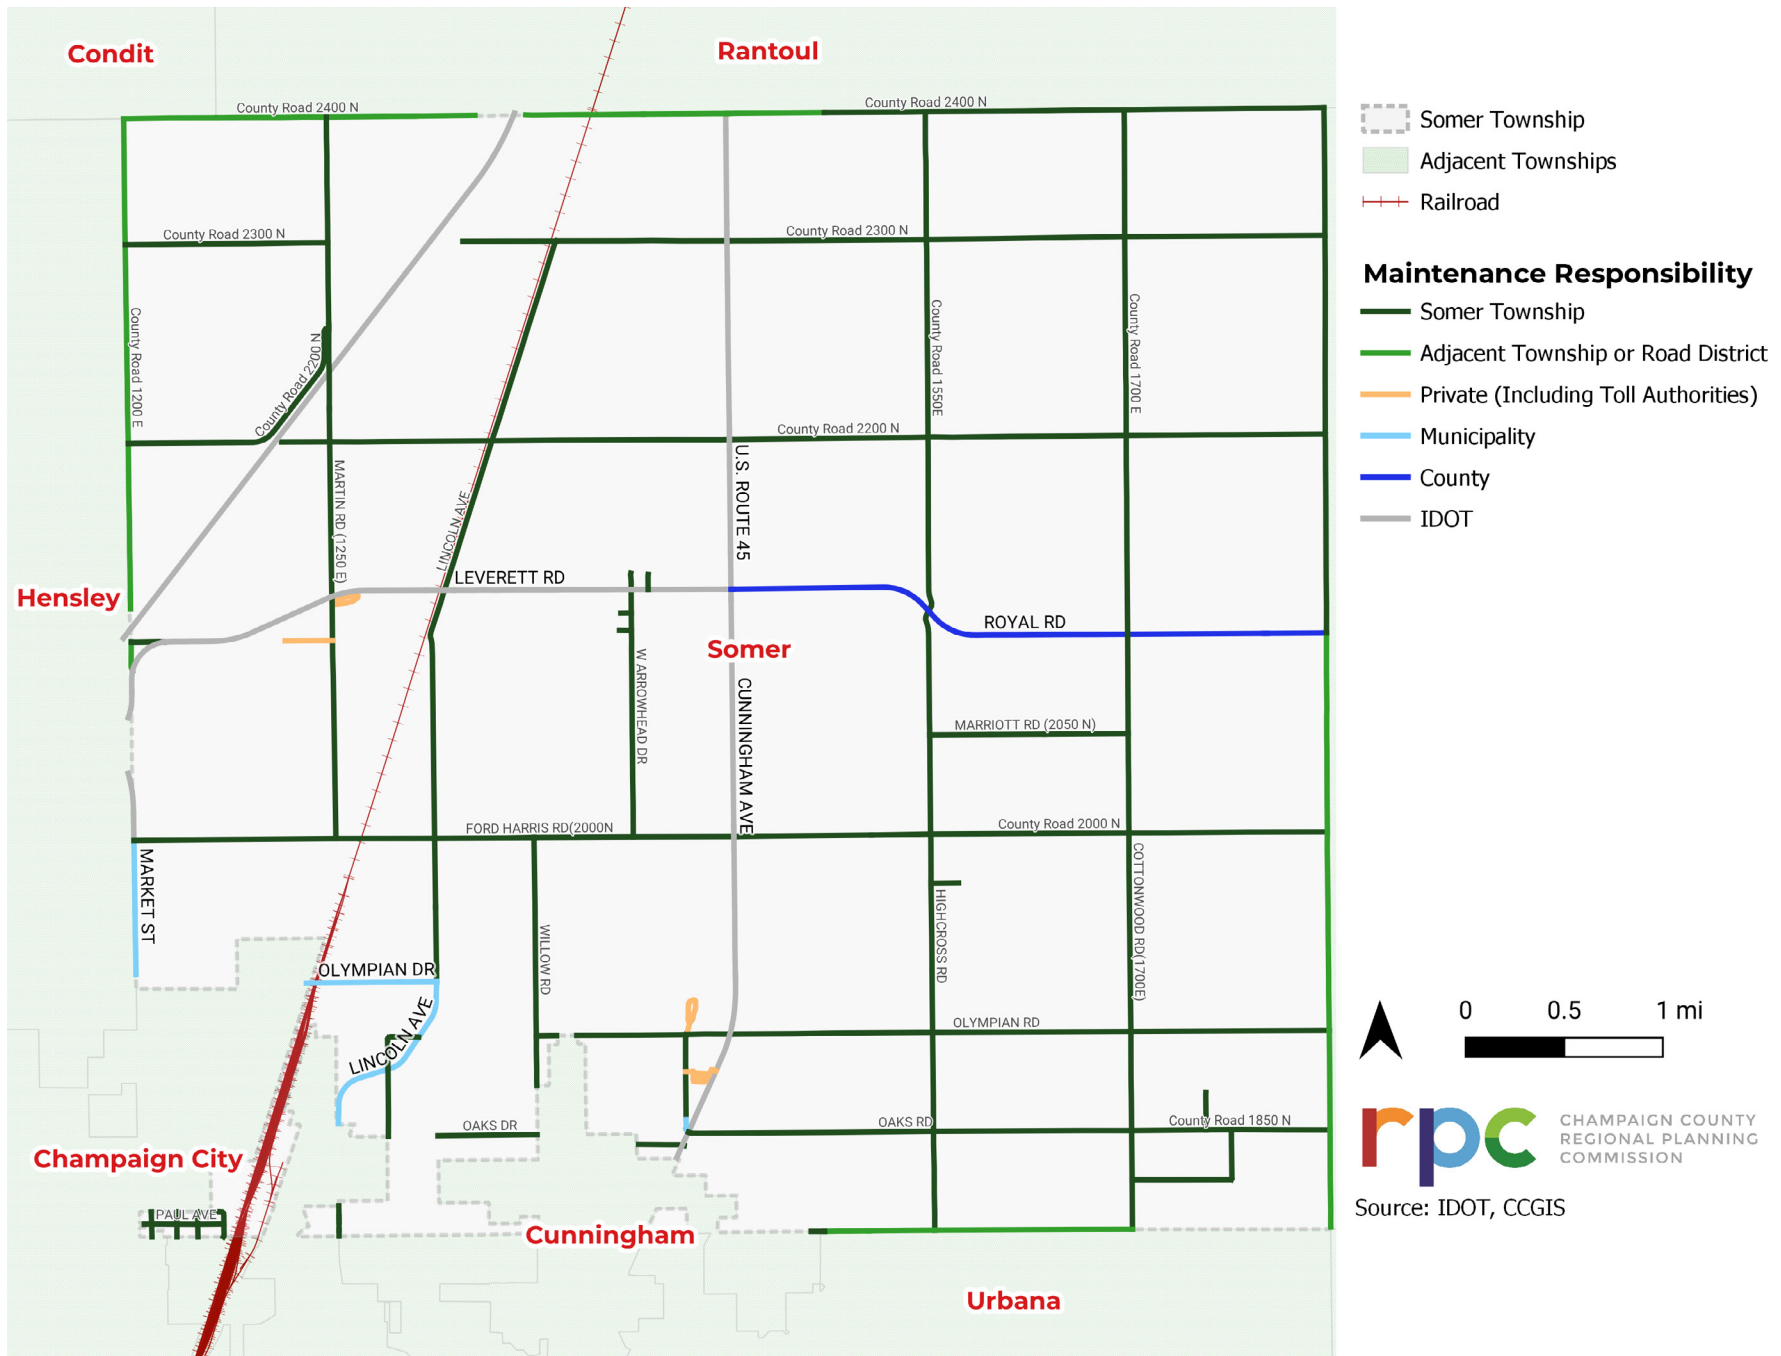 Condit
Rantoul
County Road 2400 N
County Road 2400 N
County Road 2300 N
County Road 2300 N
County Road 1200 E
County Road 2200 N
County Road 1550E
County Road 1700 E
County Road 2200 N
U.S. ROUTE 45
MARTIN RD (1250 E)
LINCOLN AVE
LEVERETT RD
Hensley
ROYAL RD
Somer
W ARROWHEAD DR
CUNNINGHAM AVE
MARRIOTT RD (2050 N)
FORD HARRIS RD(2000N
County Road 2000 N
MARKET ST
COTTONWOOD RD(1700E)
HIGHCROSS RD
WILLOW RD
OLYMPIAN DR
LINCOLN AVE
OLYMPIAN RD
OAKS DR
OAKS RD
County Road 1850 N
Champaign City
PAUL AVE
Cunningham
Urbana
Somer Township
Adjacent Townships
Railroad
Maintenance Responsibility
Somer Township
Adjacent Township or Road District
Private (Including Toll Authorities)
Municipality
County
IDOT
0 0.5 1 mi
rpc
CHAMPAIGN COUNTY
REGIONAL PLANNING
COMMISSION
Source: IDOT, CCGIS